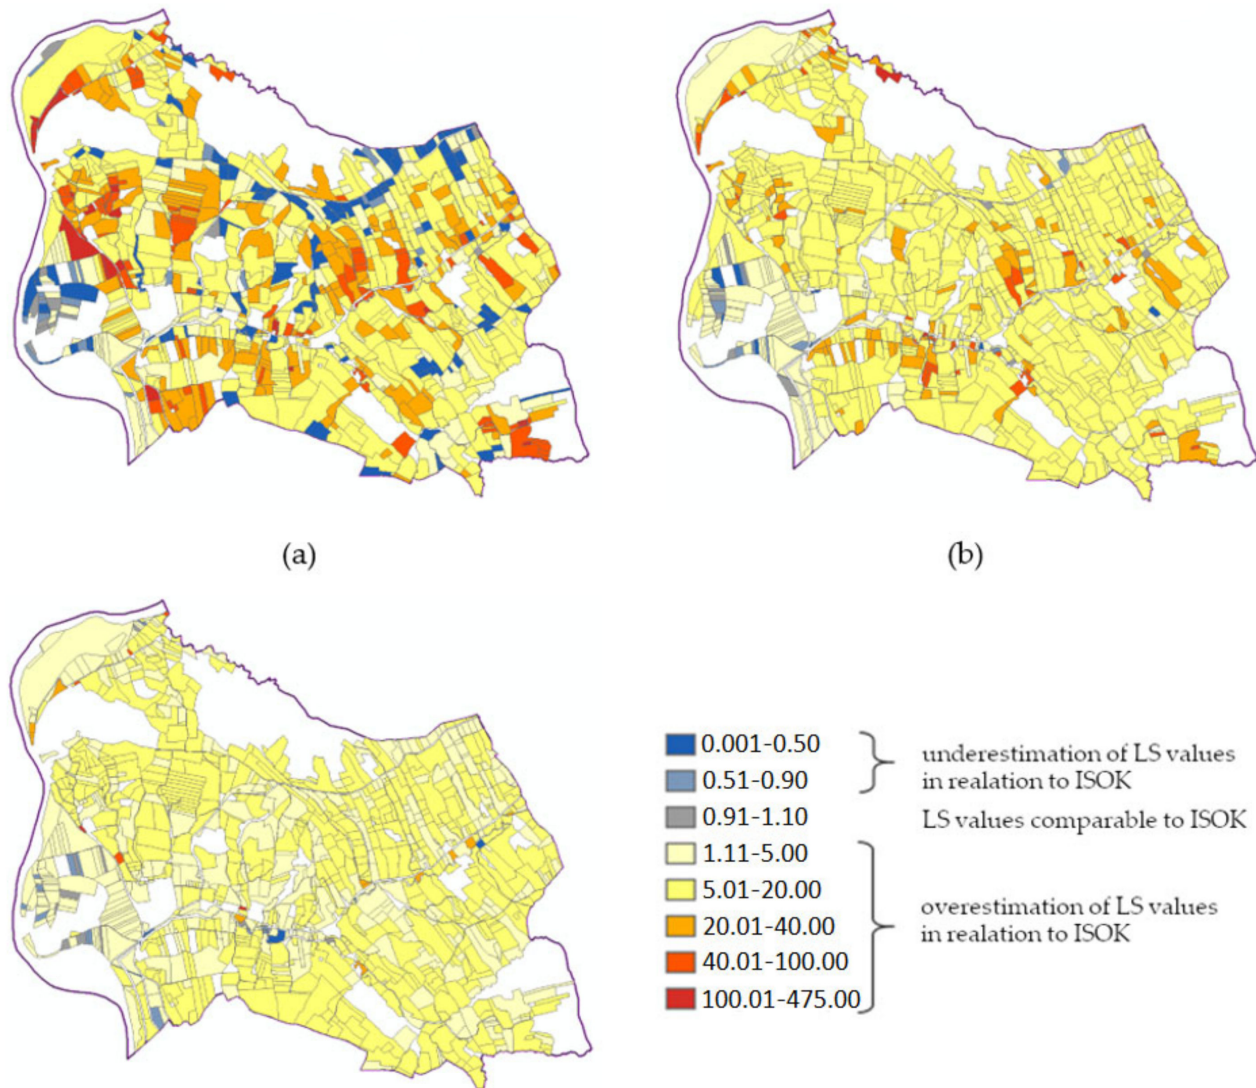 (a)
(b)
0.001-0.50
0.51-0.90
underestimation of LS values
in realation to ISOK
0.91-1.10
LS values comparable to ISOK
1.11-5.00
5.01-20.00
20.01-40.00
40.01-100.00
100.01-475.00
overestimation of LS values
in realation to ISOK